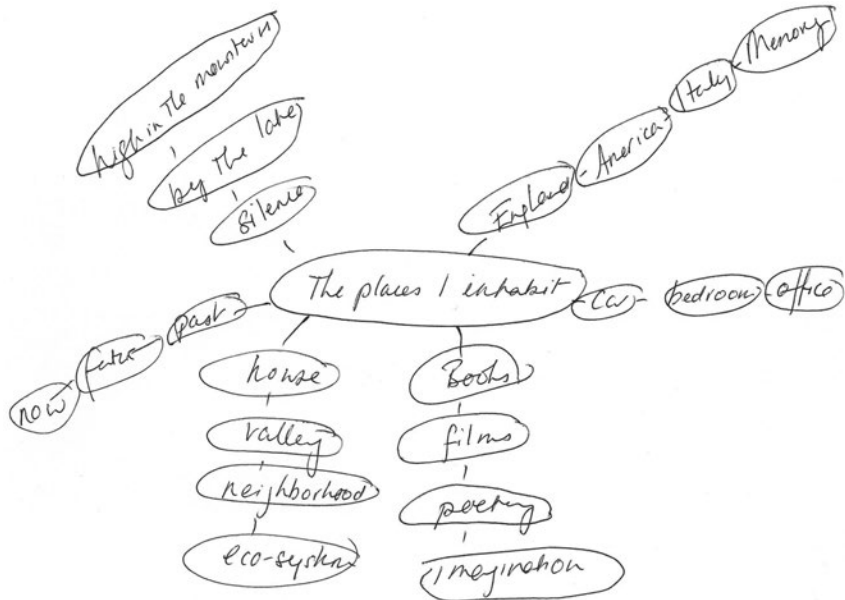 high in the mountains
by the lake
Silence
England - America - Italy - Memory
The places I inhabit
car - bedroom - office
past
future
now
house
valley
neighborhood
eco-system
Books
films
poetry
imagination